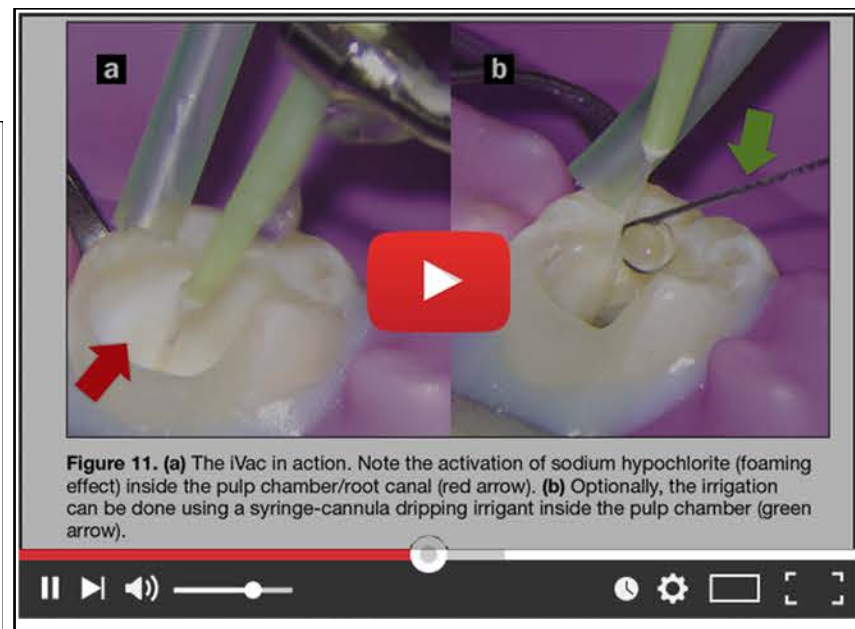 a
b
Figure 11. (a) The iVac in action. Note the activation of sodium hypochlorite (foaming
effect) inside the pulp chamber/root canal (red arrow). (b) Optionally, the irrigation
can be done using a syringe-cannula dripping irrigant inside the pulp chamber (green
arrow).